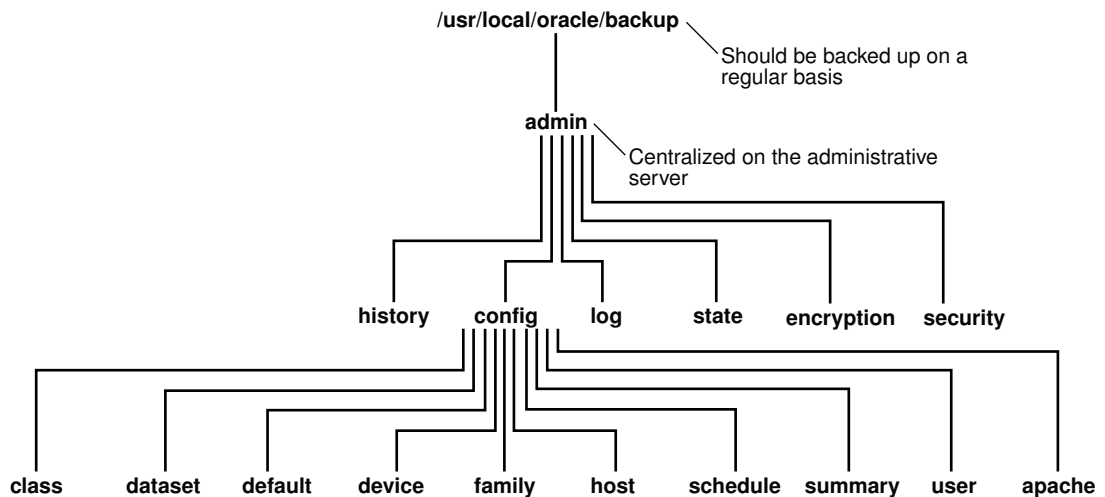 /usr/local/oracle/backup
Should be backed up on a
regular basis
admin
Centralized on the administrative
server
history config log state encryption security
class dataset default device family host schedule summary user apache